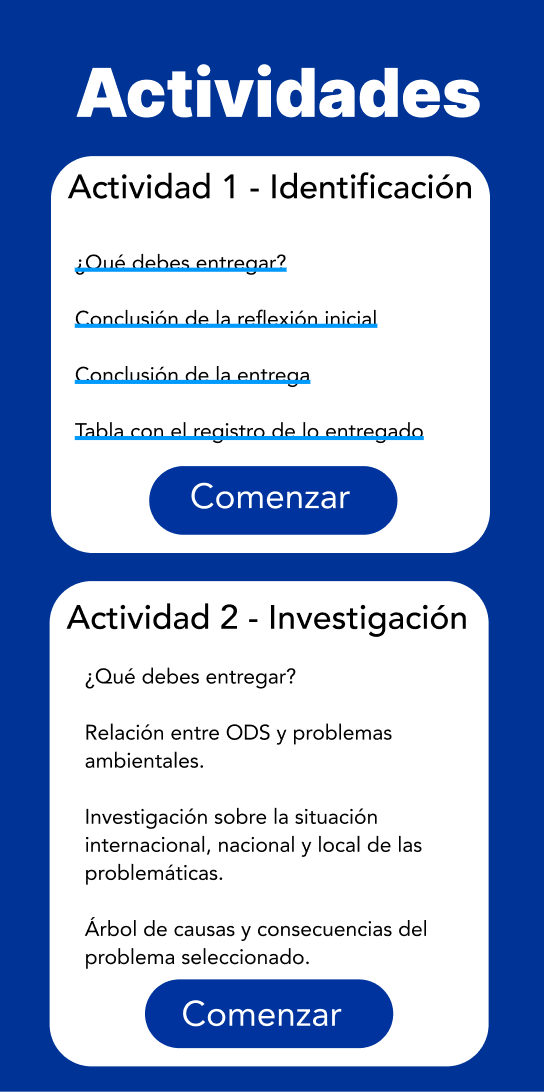 Actividades
Actividad 1 - Identificación
¿Qué debes entregar?
Conclusión de la reflexión inicial
Conclusión de la entrega
Tabla con el registro de lo entregado
Comenzar
Actividad 2 - Investigación
¿Qué debes entregar?
Relación entre ODS y problemas
ambientales.
Investigación sobre la situación
internacional, nacional y local de las
problemáticas.
Árbol de causas y consecuencias del
problema seleccionado.
Comenzar